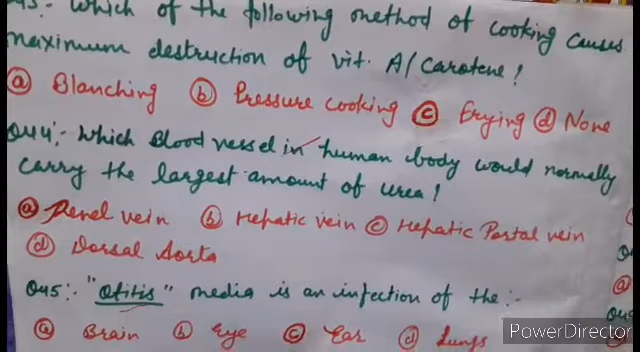 which of the following method of cooking causes
maximum destruction of vit. A/Carotene!
(a) Blanching (b) Pressure cooking (c) Frying (d) None
Qu4:- Which Blood vessel in human body would normally
carry the largest amount of urea!
(a) Renel vein (b) Hepatic vein (c) Hepatic Portal vein
(d) Dorsal Aorta
Qu5:- "Otitis" media is an infection of the:-
(a) Brain (b) Eye (c) Ear (d) Lungs
PowerDirector